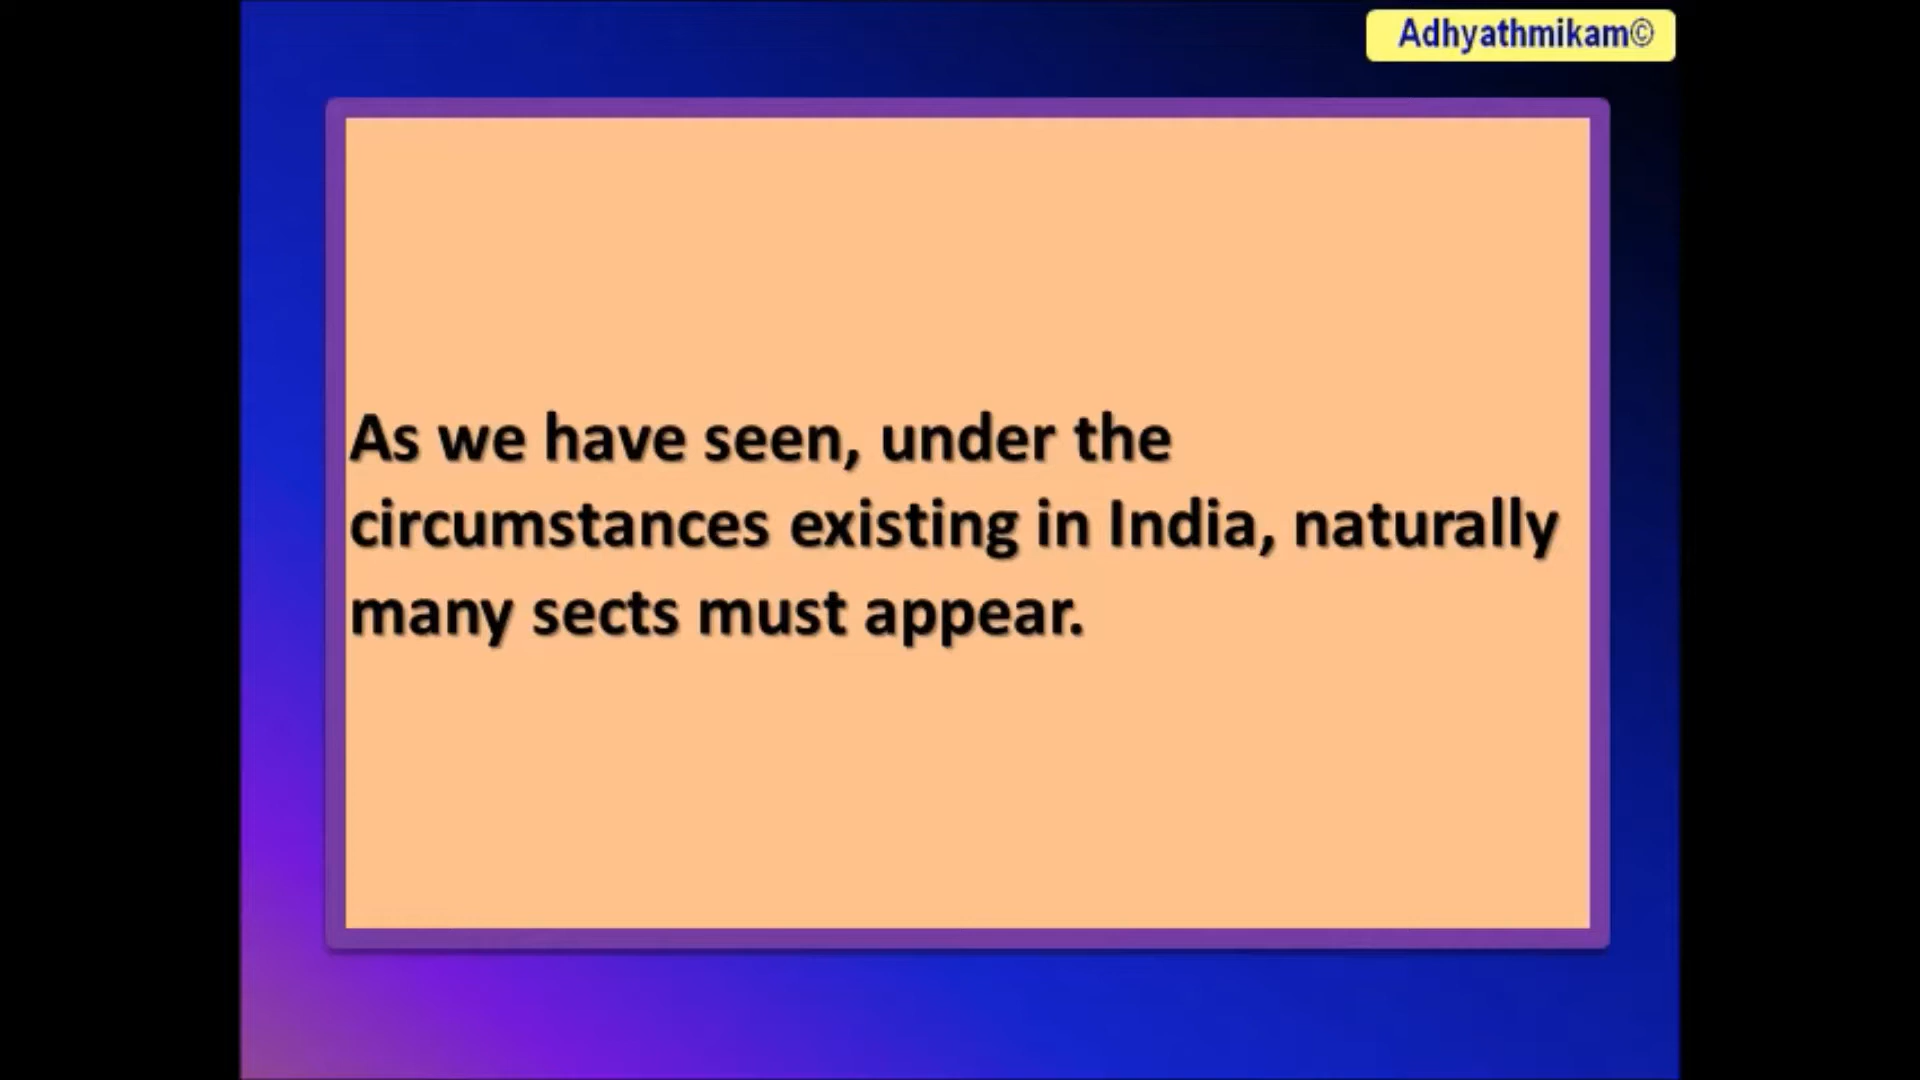 Adhyathmikam©
As we have seen, under the
circumstances existing in India, naturally
many sects must appear.